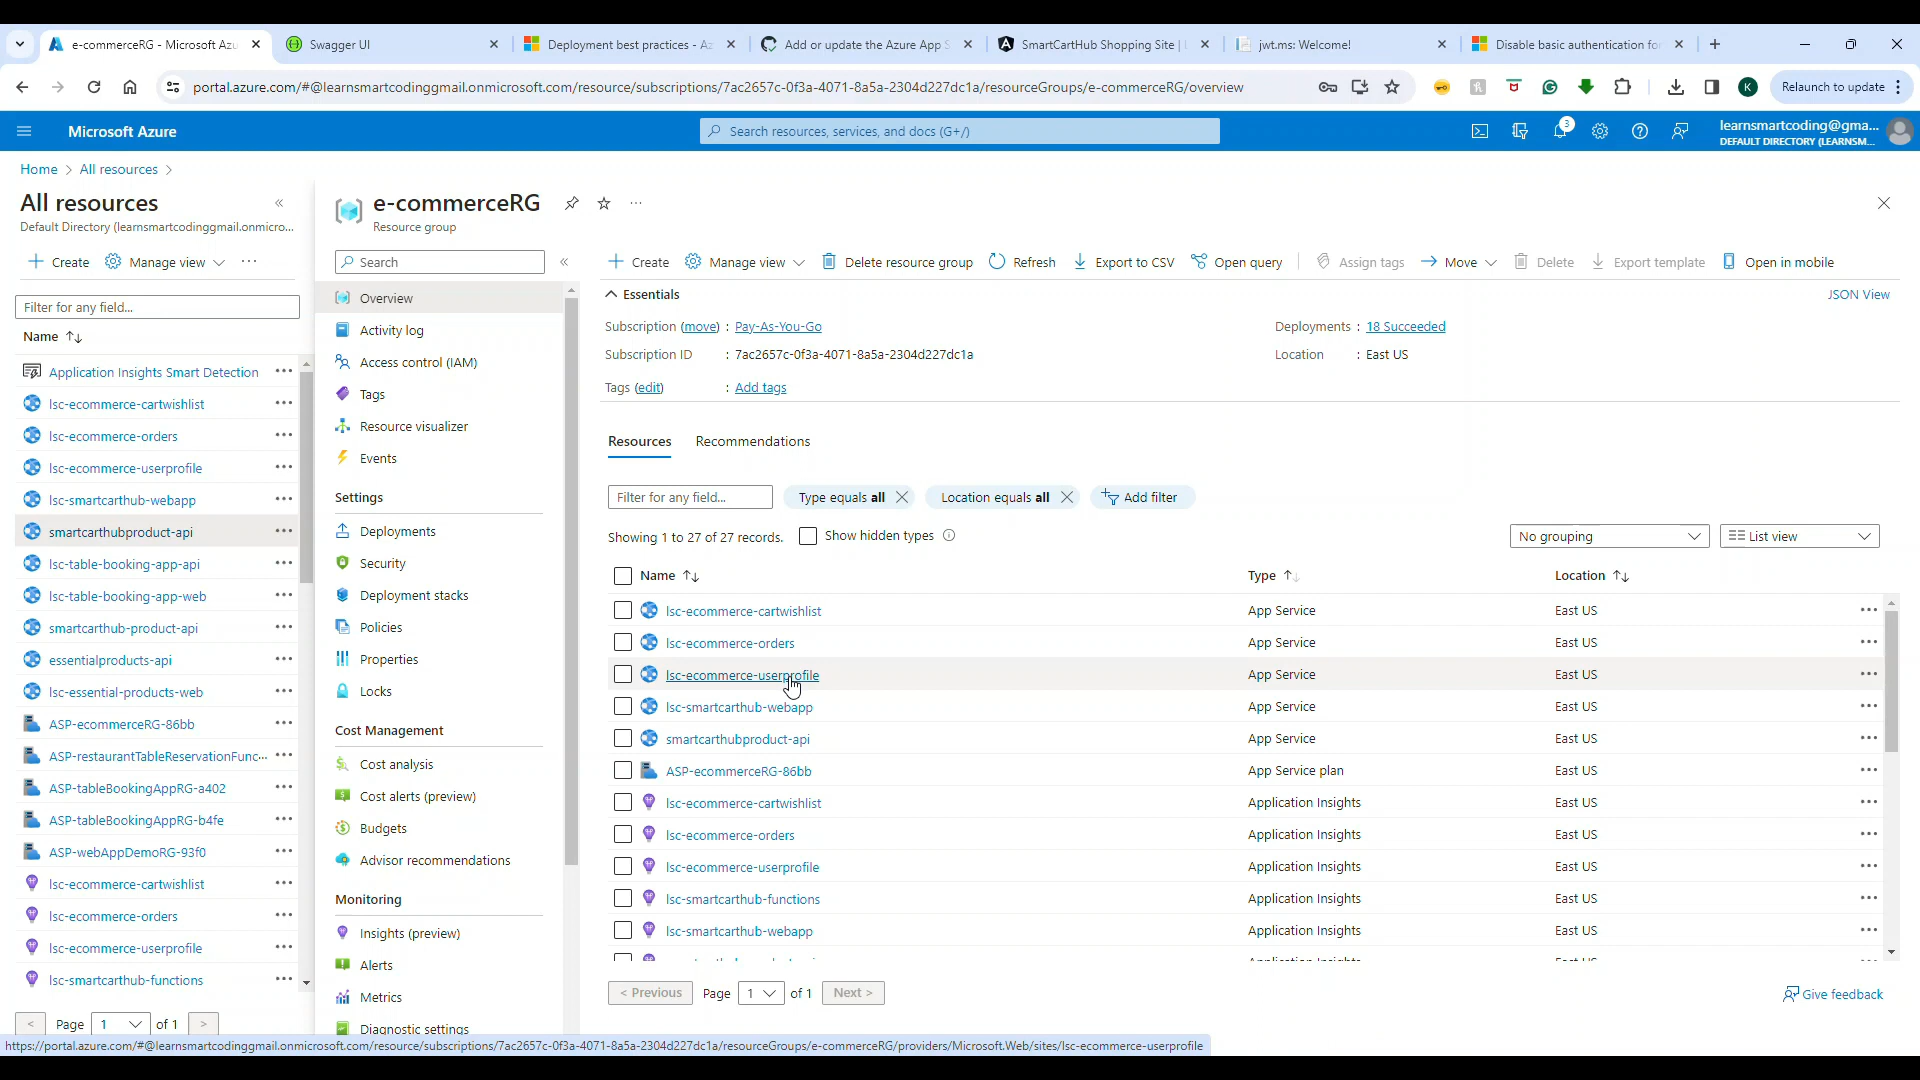 e-commerceRG - Microsoft Azu
Swagger UI
Deployment best practices - Az
Add or update the Azure App S
SmartCartHub Shopping Site | L
jwt.ms: Welcome!
Disable basic authentication for
portal.azure.com/#@learnsmartcodinggmail.onmicrosoft.com/resource/subscriptions/7ac2657c-0f3a-4071-8a5a-2304d227dc1a/resourceGroups/e-commerceRG/overview
K
Relaunch to update
Microsoft Azure
Search resources, services, and docs (G+/)
3
learnsmartcoding@gma...
DEFAULT DIRECTORY (LEARNSM...
Home > All resources >
All resources
Default Directory (learnsmartcodinggmail.onmicro...
Create
Manage view
Filter for any field...
Name
Application Insights Smart Detection
lsc-ecommerce-cartwishlist
lsc-ecommerce-orders
lsc-ecommerce-userprofile
lsc-smartcarthub-webapp
smartcarthubproduct-api
lsc-table-booking-app-api
lsc-table-booking-app-web
smartcarthub-product-api
essentialproducts-api
lsc-essential-products-web
ASP-ecommerceRG-86bb
ASP-restaurantTableReservationFunc...
ASP-tableBookingAppRG-a402
ASP-tableBookingAppRG-b4fe
ASP-webAppDemoRG-93f0
lsc-ecommerce-cartwishlist
lsc-ecommerce-orders
lsc-ecommerce-userprofile
lsc-smartcarthub-functions
< Page 1 of 1 >
e-commerceRG
Resource group
Search
Overview
Activity log
Access control (IAM)
Tags
Resource visualizer
Events
Settings
Deployments
Security
Deployment stacks
Policies
Properties
Locks
Cost Management
Cost analysis
Cost alerts (preview)
Budgets
Advisor recommendations
Monitoring
Insights (preview)
Alerts
Metrics
Diagnostic settings
Create
Manage view
Delete resource group
Refresh
Export to CSV
Open query
Assign tags
Move
Delete
Export template
Open in mobile
Essentials
JSON View
Subscription (move) : Pay-As-You-Go
Deployments : 18 Succeeded
Subscription ID : 7ac2657c-0f3a-4071-8a5a-2304d227dc1a
Location : East US
Tags (edit) : Add tags
Resources
Recommendations
Filter for any field...
Type equals all
Location equals all
Add filter
Showing 1 to 27 of 27 records.
Show hidden types
No grouping
List view
Name Type Location
lsc-ecommerce-cartwishlist App Service East US
lsc-ecommerce-orders App Service East US
lsc-ecommerce-userprofile App Service East US
lsc-smartcarthub-webapp App Service East US
smartcarthubproduct-api App Service East US
ASP-ecommerceRG-86bb App Service plan East US
lsc-ecommerce-cartwishlist Application Insights East US
lsc-ecommerce-orders Application Insights East US
lsc-ecommerce-userprofile Application Insights East US
lsc-smartcarthub-functions Application Insights East US
lsc-smartcarthub-webapp Application Insights East US
< Previous Page 1 of 1 Next >
Give feedback
https://portal.azure.com/#@learnsmartcodinggmail.onmicrosoft.com/resource/subscriptions/7ac2657c-0f3a-4071-8a5a-2304d227dc1a/resourceGroups/e-commerceRG/providers/Microsoft.Web/sites/lsc-ecommerce-userprofile